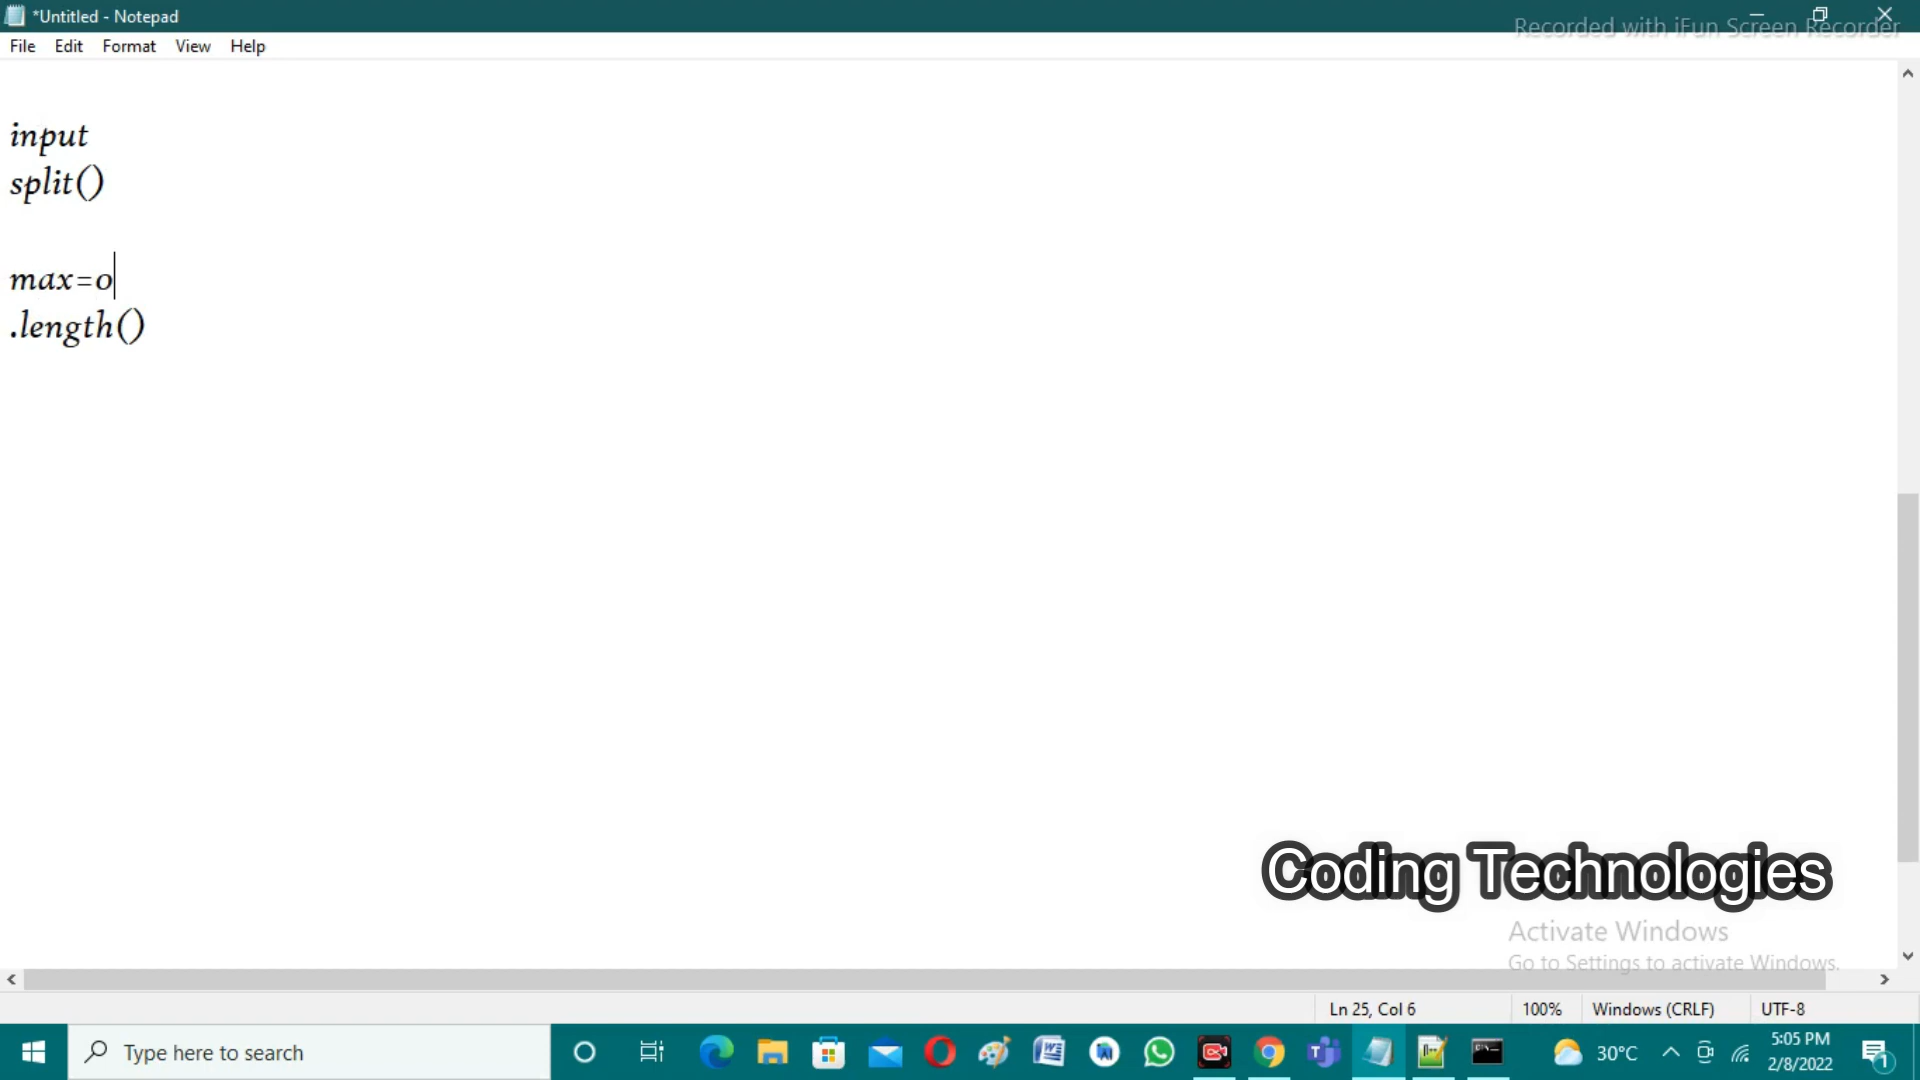 *Untitled - Notepad
Recorded with iFun Screen Recorder
File Edit Format View Help
input
split()
max=0
.length()
Coding Technologies
Activate Windows
Go to Settings to activate Windows.
Ln 25, Col 6 100% Windows (CRLF) UTF-8
Type here to search
30°C
5:05 PM
2/8/2022
1